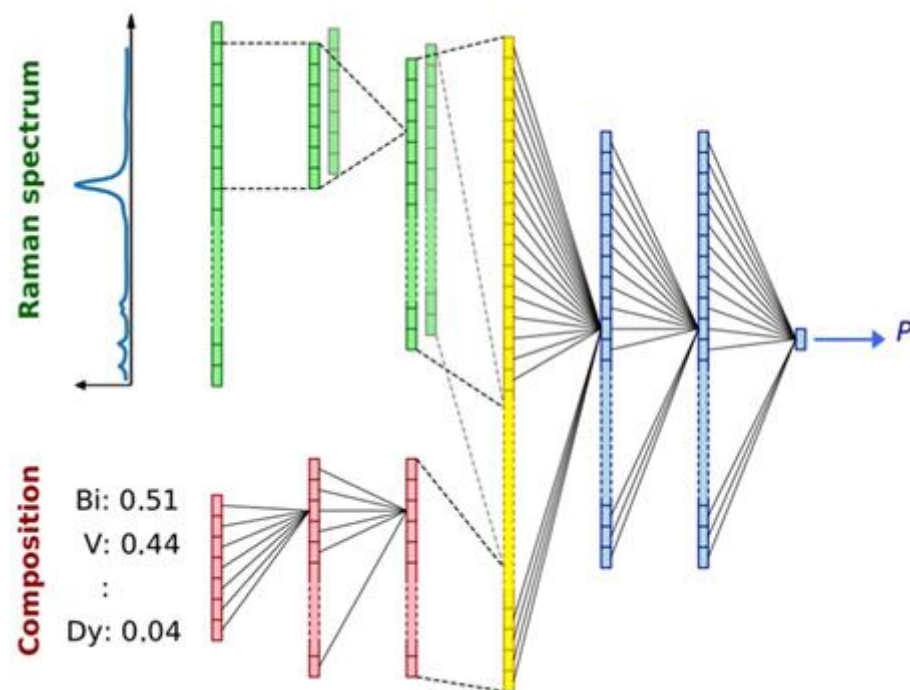 Raman spectrum
Composition
Bi: 0.51
V: 0.44
:
Dy: 0.04
P